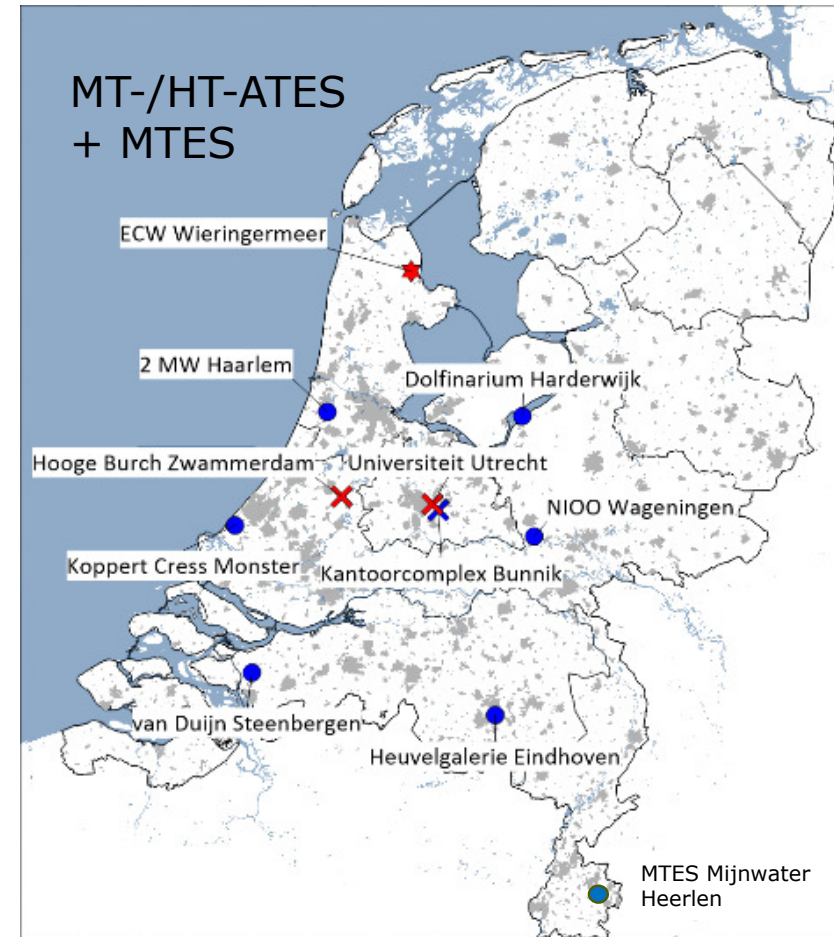 MT-/HT-ATES
+ MTES
ECW Wieringermeer
2 MW Haarlem
Dolfinarium Harderwijk
Hooge Burch Zwammerdam
Universiteit Utrecht
NIOO Wageningen
Koppert Cress Monster
Kantoorcomplex Bunnik
van Duijn Steenbergen
Heuvelgalerie Eindhoven
MTES Mijnwater
Heerlen